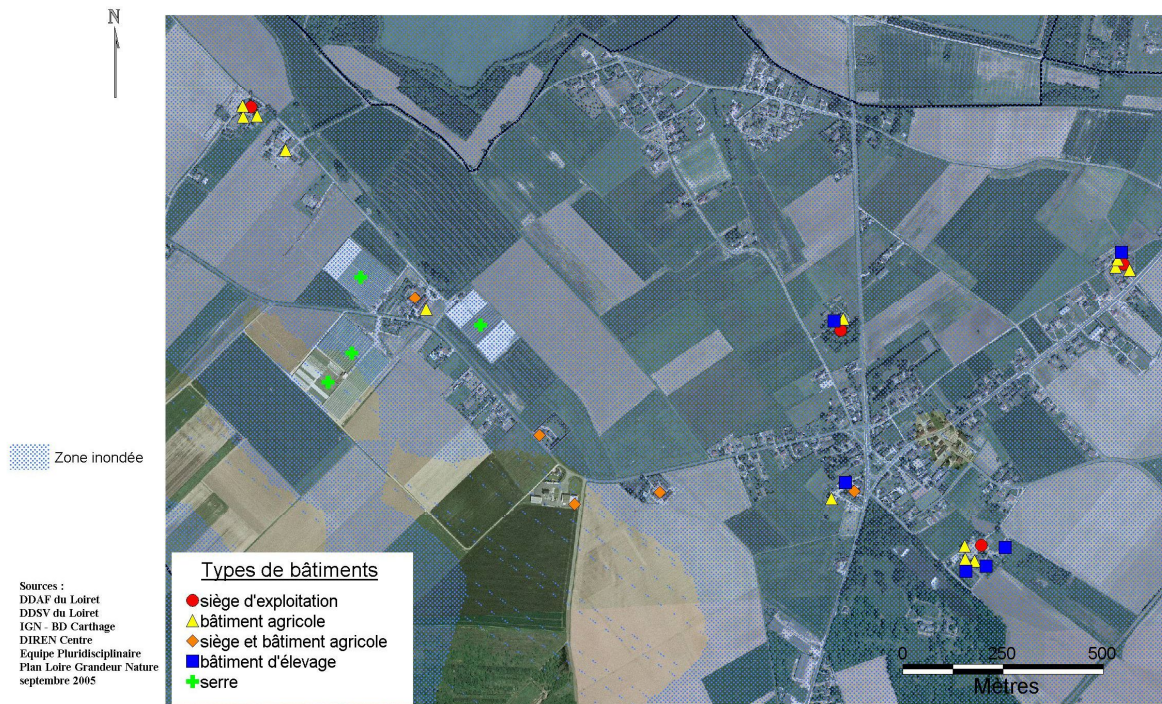 N
Zone inondée
Sources :
DDAF du Loiret
DDSV du Loiret
IGN - BD Carthage
DIREN Centre
Equipe Pluridisciplinaire
Plan Loire Grandeur Nature
septembre 2005
Types de bâtiments
siège d'exploitation
bâtiment agricole
siège et bâtiment agricole
bâtiment d'élevage
serre
0 250 500
Mètres